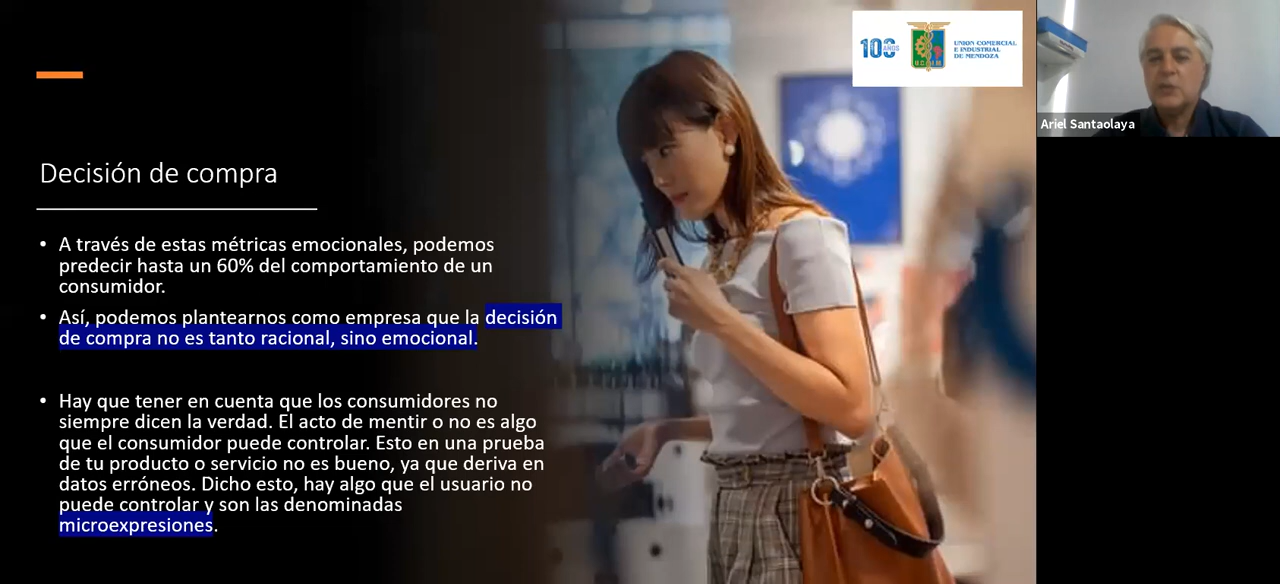 100 AÑOS
UNION COMERCIAL
E INDUSTRIAL
DE MENDOZA
Ariel Santaolaya
Decisión de compra
• A través de estas métricas emocionales, podemos
predecir hasta un 60% del comportamiento de un
consumidor.
• Así, podemos plantearnos como empresa que la decisión
de compra no es tanto racional, sino emocional.
• Hay que tener en cuenta que los consumidores no
siempre dicen la verdad. El acto de mentir o no es algo
que el consumidor puede controlar. Esto en una prueba
de tu producto o servicio no es bueno, ya que deriva en
datos erróneos. Dicho esto, hay algo que el usuario no
puede controlar y son las denominadas
microexpresiones.